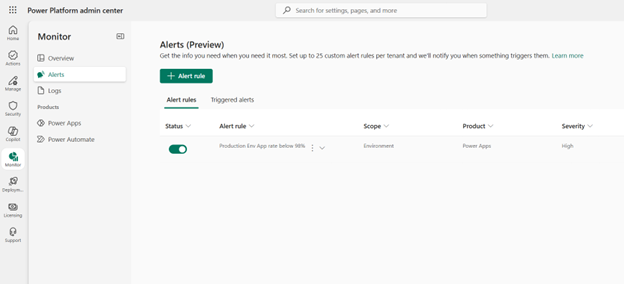 Power Platform admin center
Search for settings, pages, and more
Home
Actions
Manage
Security
Copilot
Monitor
Deploym...
Licensing
Support
Monitor
Overview
Alerts
Logs
Products
Power Apps
Power Automate
Alerts (Preview)
Get the info you need when you need it most. Set up to 25 custom alert rules per tenant and we'll notify you when something triggers them. Learn more
+ Alert rule
Alert rules Triggered alerts
Status Alert rule Scope Product Severity
Production Env App rate below 98% Environment Power Apps High